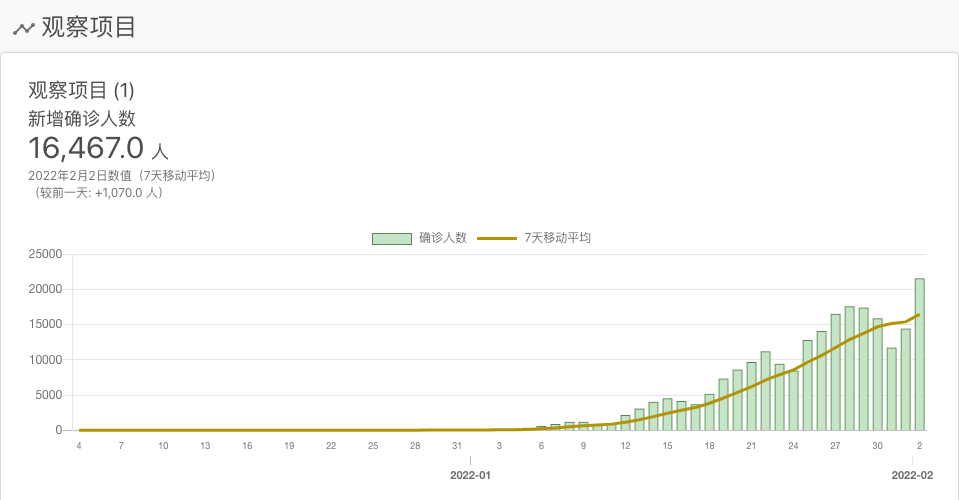 观察项目
观察项目 (1)
新增确诊人数
16,467.0 人
2022年2月2日数值（7天移动平均）
（较前一天: +1,070.0 人）
确诊人数 7天移动平均
25000
20000
15000
10000
5000
0
4 7 10 13 16 19 22 25 28 31 3 6 9 12 15 18 21 24 27 30 2
2022-01 2022-02